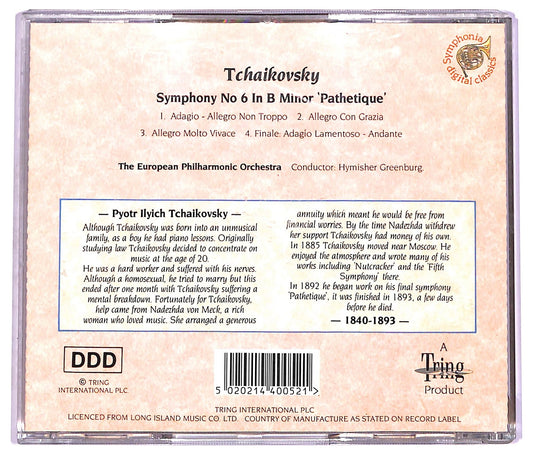 Symphonia
digital classics
Tchaikovsky
Symphony No 6 In B Minor 'Pathetique'
1. Adagio - Allegro Non Troppo 2. Allegro Con Grazia
3. Allegro Molto Vivace 4. Finale: Adagio Lamentoso - Andante
The European Philharmonic Orchestra Conductor: Hymisher Greenburg.
— Pyotr Ilyich Tchaikovsky —
Although Tchaikovsky was born into an unmusical
family, as a boy he had piano lessons. Originally
studying law Tchaikovsky decided to concentrate on
music at the age of 20.
He was a hard worker and suffered with his nerves.
Although a homosexual, he tried to marry but this
ended after one month with Tchaikovsky suffering a
mental breakdown. Fortunately for Tchaikovsky,
help came from Nadezhda von Meck, a rich
woman who loved music. She arranged a generous
annuity which meant he would be free from
financial worries. By the time Nadezhda withdrew
her support Tchaikovsky had money of his own.
In 1885 Tchaikovsky moved near Moscow. He
enjoyed the atmosphere and wrote many of his
works including 'Nutcracker' and the 'Fifth
Symphony' there.
In 1892 he began work on his final symphony
'Pathetique', it was finished in 1893, a few days
before he died.
— 1840-1893 —
DDD
© TRING
INTERNATIONAL PLC
5 020214 400521
A
Tring
Product
TRING INTERNATIONAL PLC
LICENCED FROM LONG ISLAND MUSIC CO. LTD. COUNTRY OF MANUFACTURE AS STATED ON RECORD LABEL